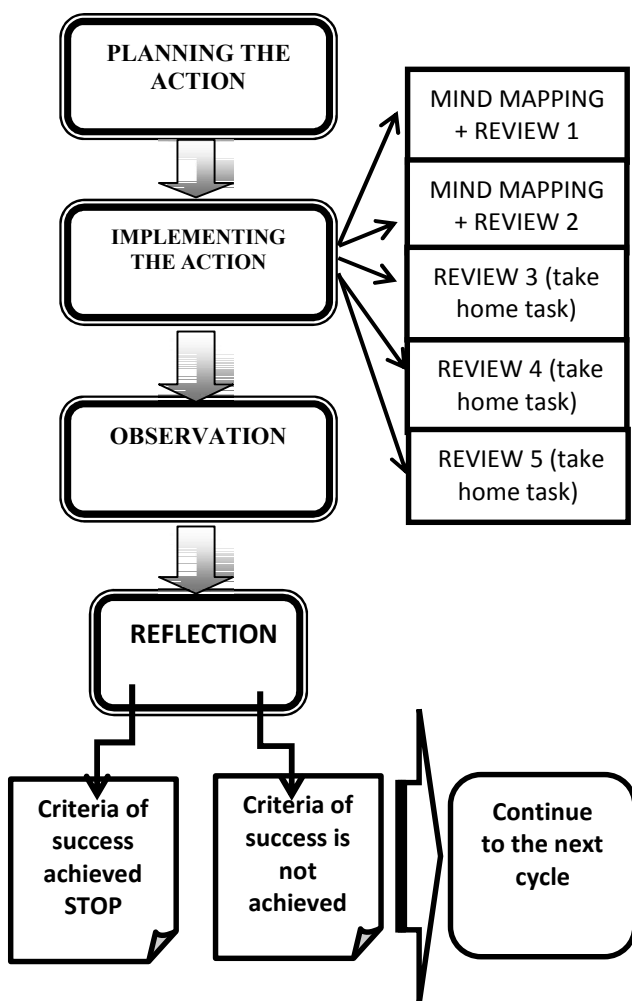 PLANNING THE
ACTION
MIND MAPPING
+ REVIEW 1
MIND MAPPING
+ REVIEW 2
IMPLEMENTING
THE ACTION
REVIEW 3 (take
home task)
REVIEW 4 (take
home task)
REVIEW 5 (take
home task)
OBSERVATION
REFLECTION
Criteria of
success
achieved
STOP
Criteria of
success is
not
achieved
Continue
to the next
cycle